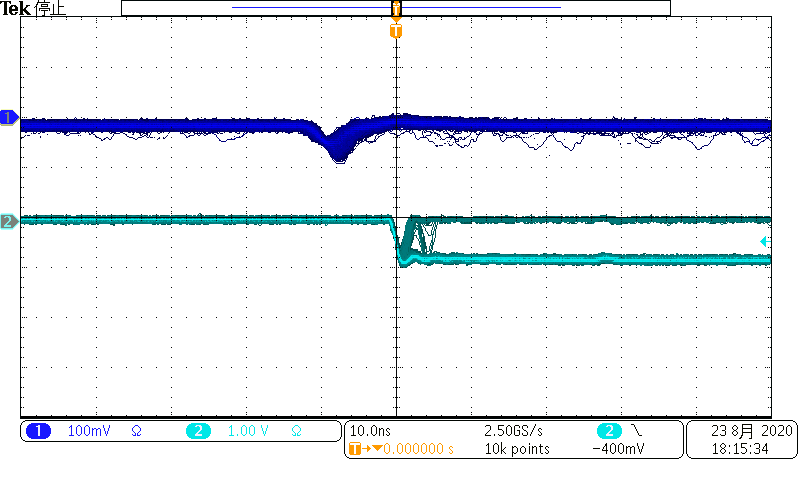 Tek 停止
T
T
1
2
1 100mV Ω 2 1.00 V Ω
10.0ns 2.50GS/s 2
T→▼0.000000 s 10k points −400mV
23 8月 2020
18:15:34